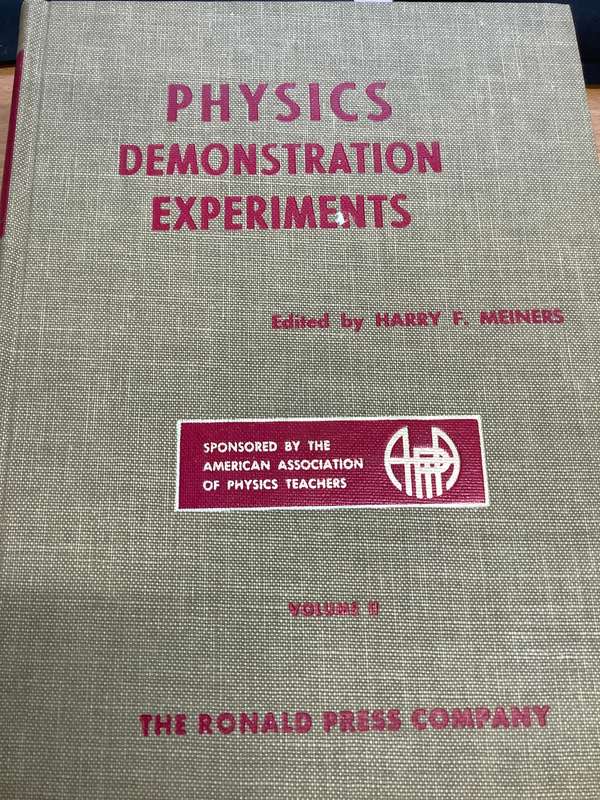 PHYSICS
DEMONSTRATION
EXPERIMENTS
Edited by HARRY F. MEINERS
SPONSORED BY THE
AMERICAN ASSOCIATION
OF PHYSICS TEACHERS
VOLUME II
THE RONALD PRESS COMPANY